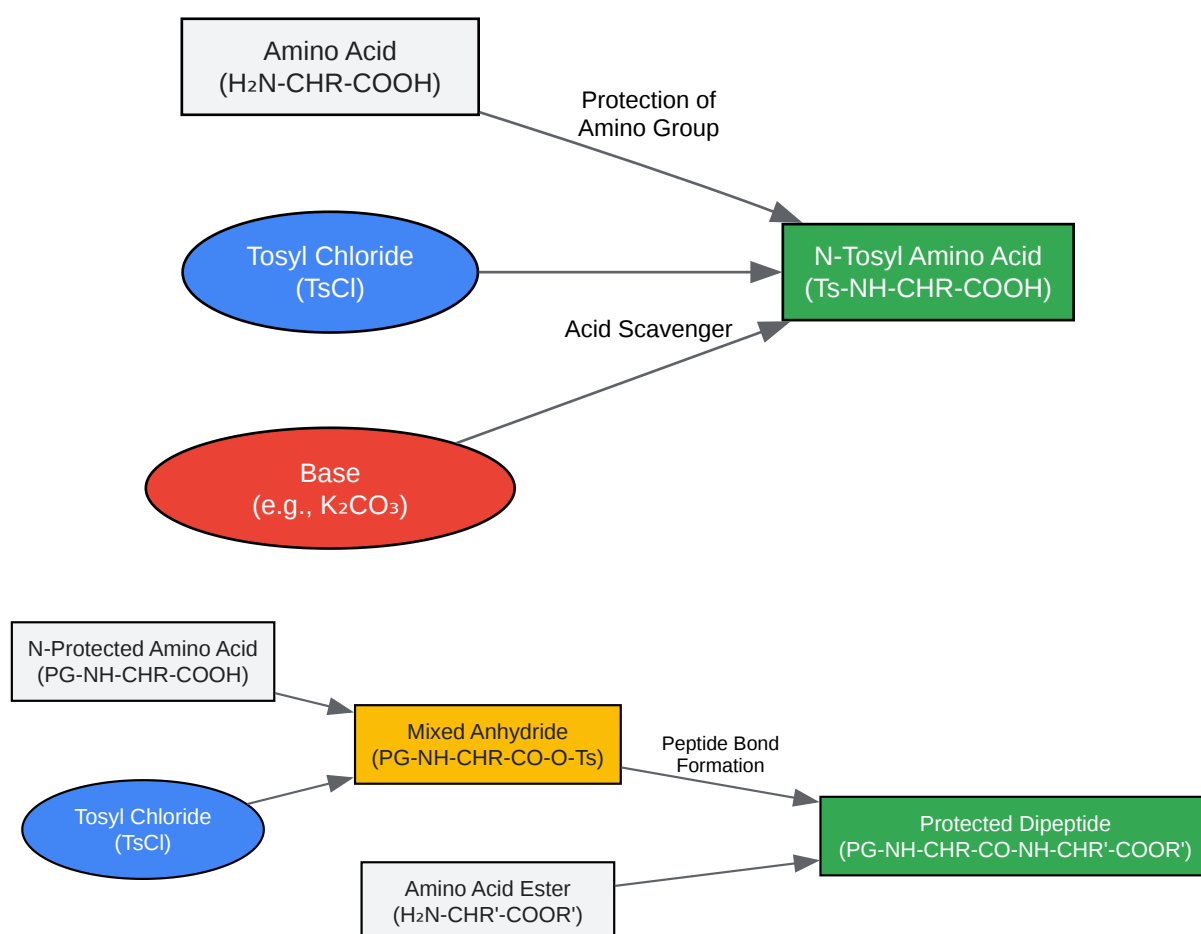 Amino Acid
(H₂N-CHR-COOH)
Protection of
Amino Group
Tosyl Chloride
(TsCl)
N-Tosyl Amino Acid
(Ts-NH-CHR-COOH)
Acid Scavenger
Base
(e.g., K₂CO₃)
N-Protected Amino Acid
(PG-NH-CHR-COOH)
Mixed Anhydride
(PG-NH-CHR-CO-O-Ts)
Peptide Bond
Formation
Tosyl Chloride
(TsCl)
Protected Dipeptide
(PG-NH-CHR-CO-NH-CHR'-COOR')
Amino Acid Ester
(H₂N-CHR'-COOR')